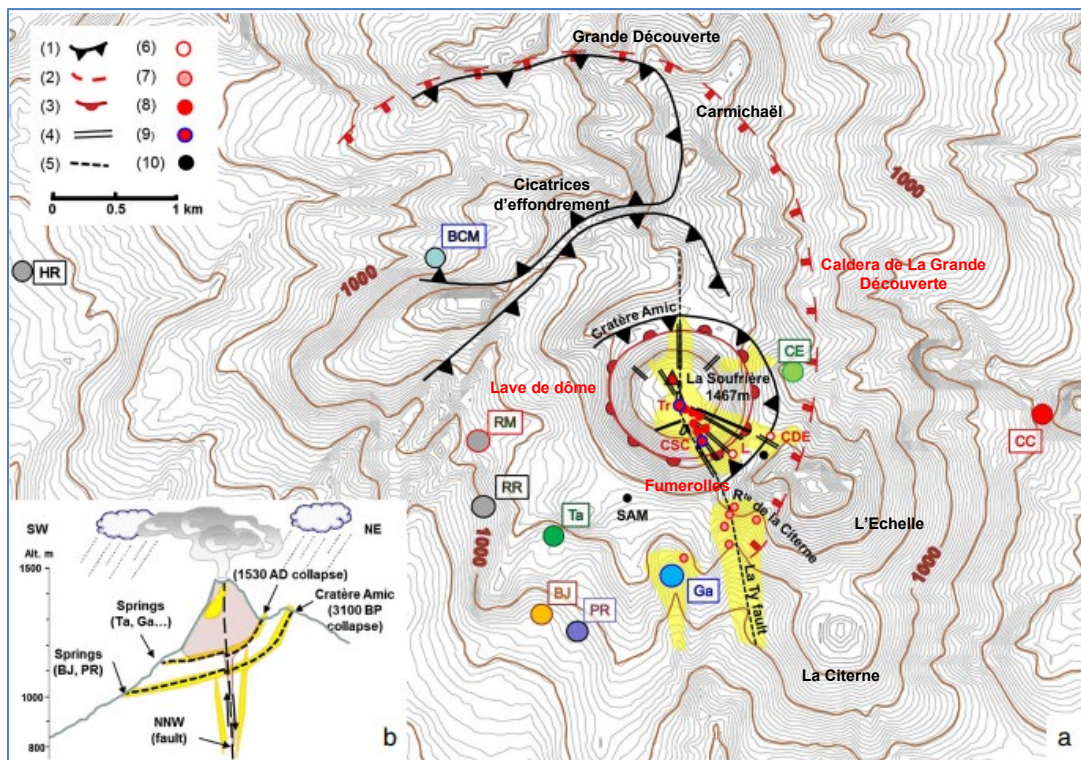 (1)
(2)
(3)
(4)
(5)
(6)
(7)
(8)
(9)
(10)
0 0.5 1 km
Grande Découverte
Carmichaël
Cicatrices
d'effondrement
1000
1000
BCM
HR
Caldera de La Grande
Découverte
Cratère Amic
CE
La Soufrière
1467m
Lave de dôme
Tr
RM
CSC
L
CDE
CC
Fumerolles
RR
SAM
Rte de la Citerne
L'Echelle
Ta
1000
1000
La Ty fault
Ga
BJ
PR
La Citerne
a
SW
NE
Alt. m
1500
(1530 AD collapse)
Cratère Amic
(3100 BP
collapse)
Springs
(Ta, Ga...)
Springs
(BJ, PR)
1000
NNW
(fault)
800
b